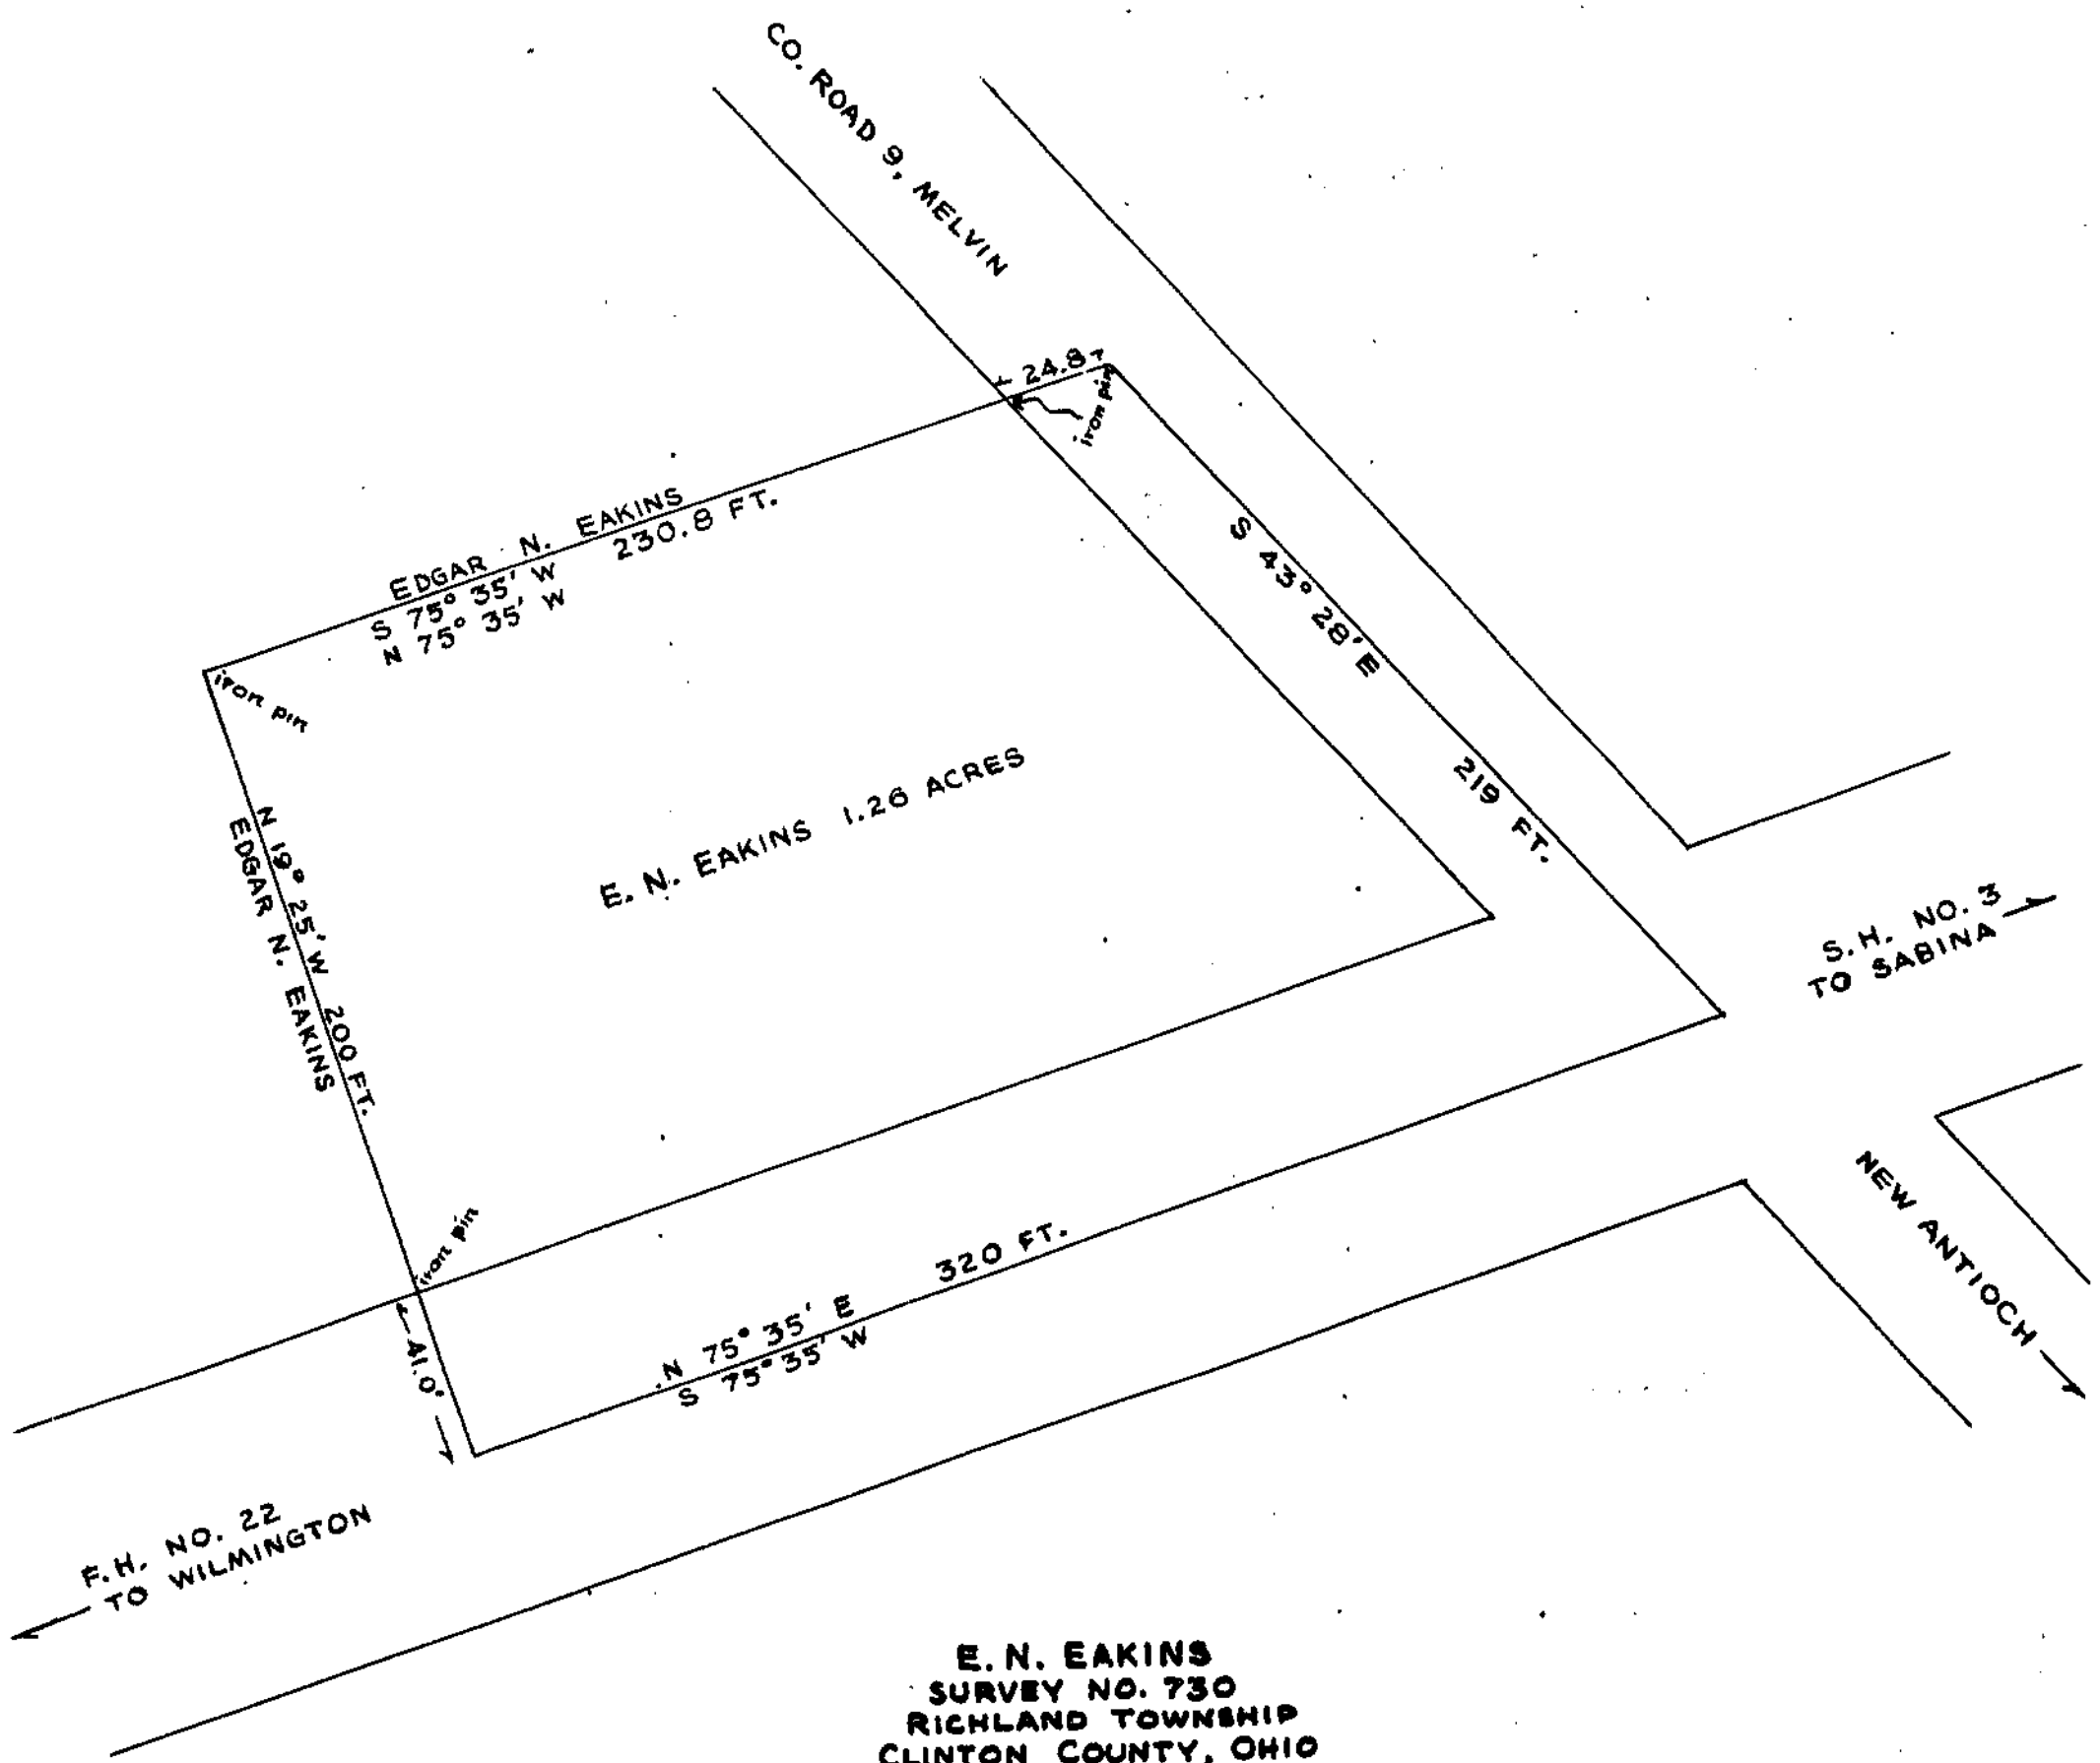 CO. ROAD 9, MELVIN
24.8
iron pin
EDGAR N. EAKINS
230.8 FT.
S 75° 35' W
N 75° 35' W
iron pin
S 43° 28' E
219 FT.
E. N. EAKINS 1.26 ACRES
N 19° 25' W 200 FT.
EDGAR N. EAKINS
S.H. NO. 3
TO SABINA
iron pin
41.0'
320 FT.
N 75° 35' E
S 75° 35' W
NEW ANTIOCH
F.H. NO. 22
TO WILMINGTON
E. N. EAKINS
SURVEY NO. 730
RICHLAND TOWNSHIP
CLINTON COUNTY, OHIO